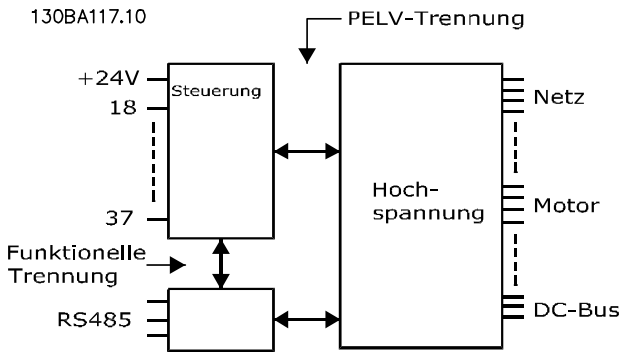 130BA117.10
PELV-Trennung
+24V
18
37
Steuerung
Hoch-
spannung
Netz
Motor
DC-Bus
Funktionelle
Trennung
RS485